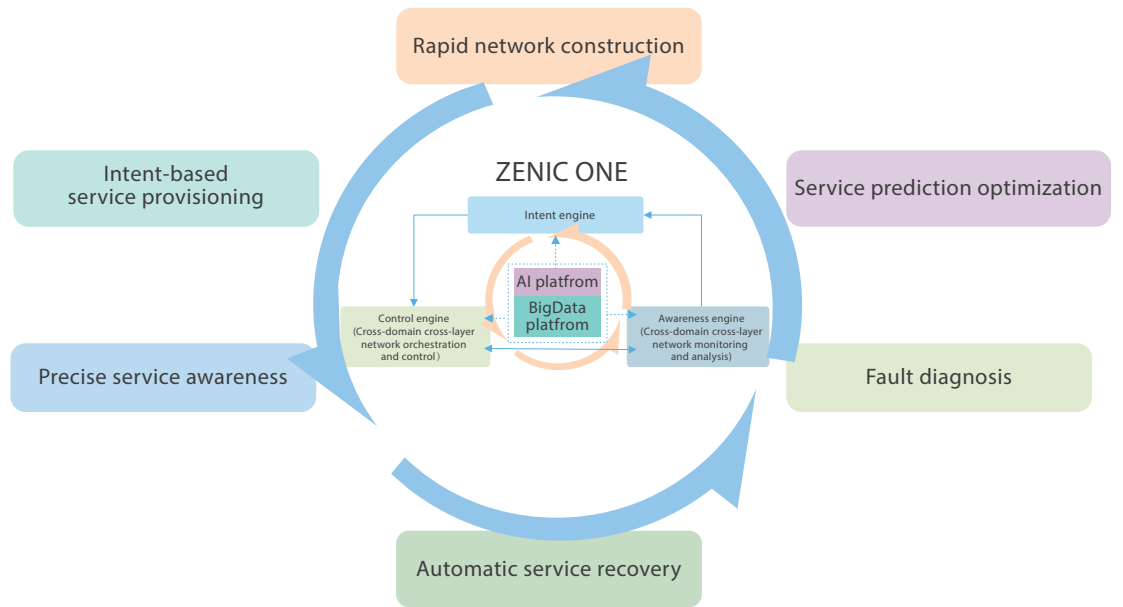 Rapid network construction
Intent-based
service provisioning
ZENIC ONE
Service prediction optimization
Intent engine
AI platfrom
BigData
platfrom
Control engine
(Cross-domain cross-layer
network orchestration
and control)
Awareness engine
(Cross-domain cross-layer
network monitoring
and analysis)
Precise service awareness
Fault diagnosis
Automatic service recovery